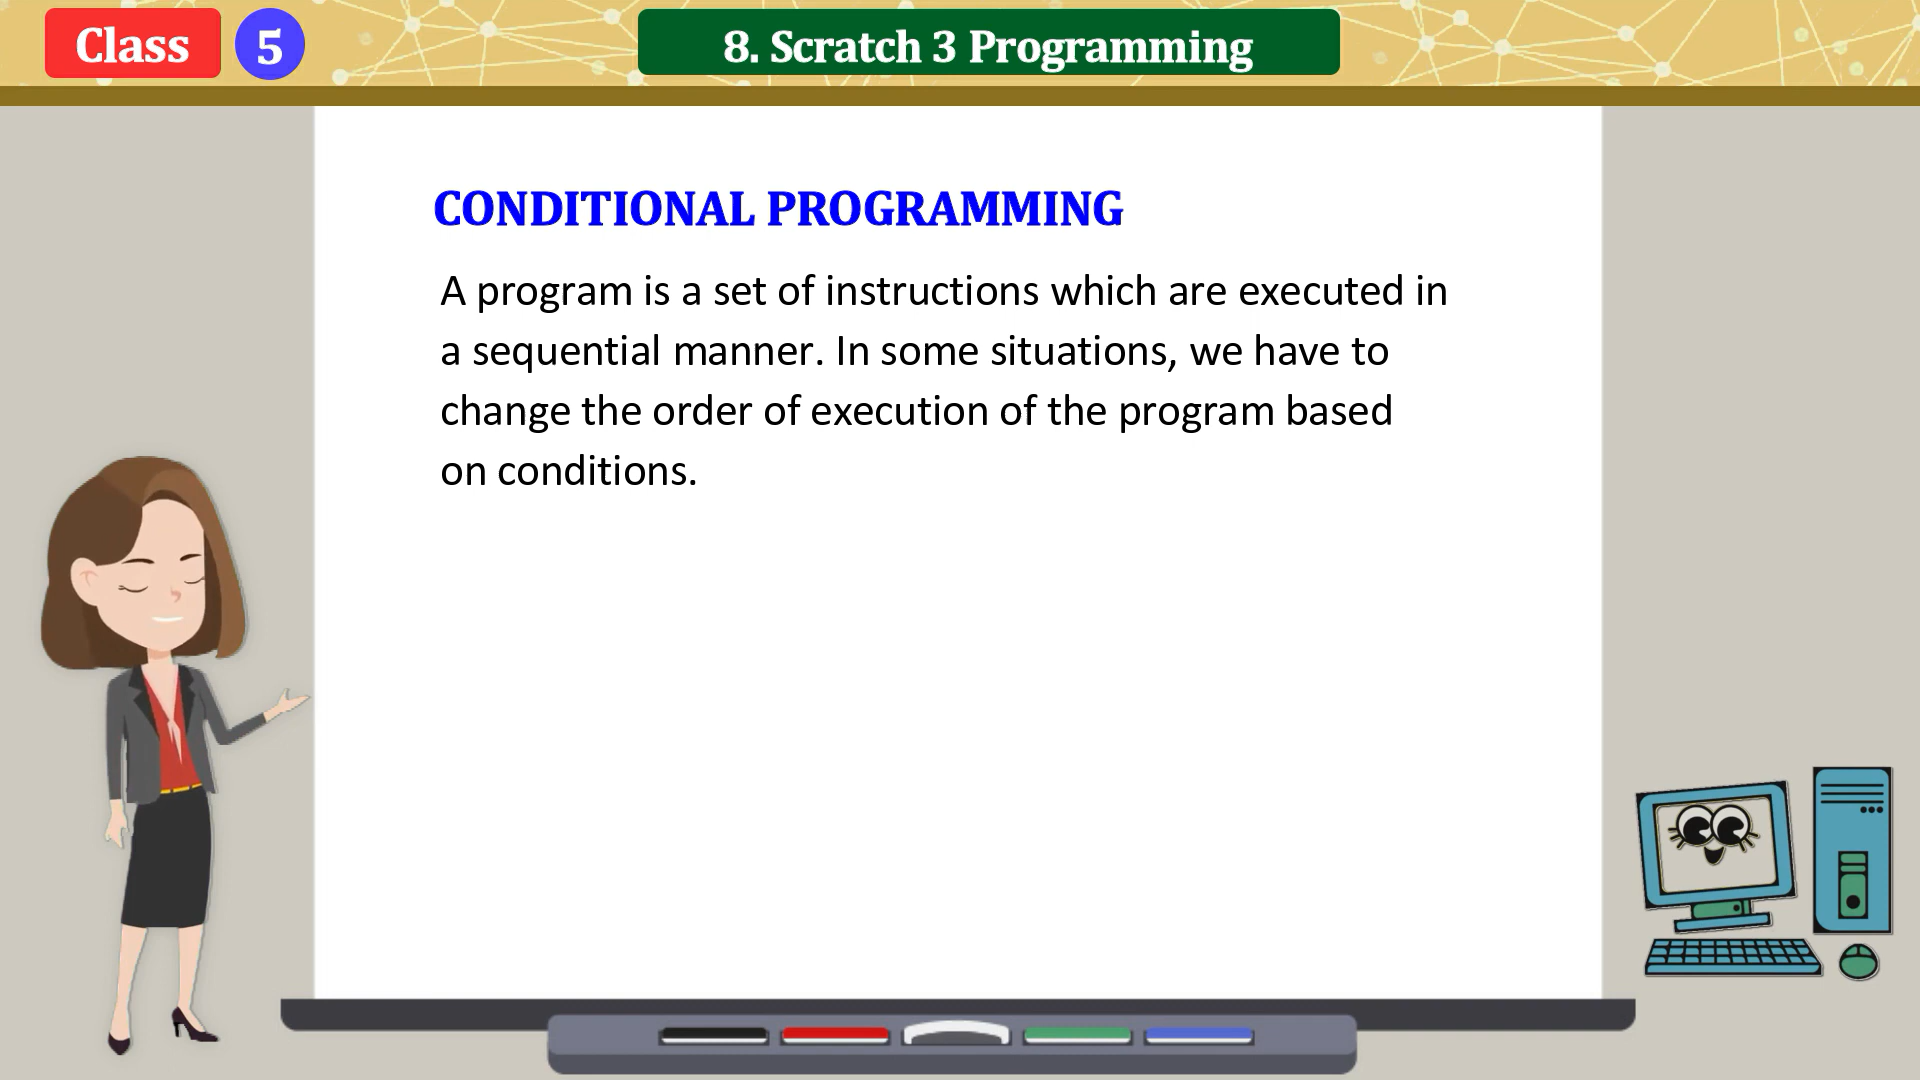 Class 5
8. Scratch 3 Programming
CONDITIONAL PROGRAMMING
A program is a set of instructions which are executed in
a sequential manner. In some situations, we have to
change the order of execution of the program based
on conditions.